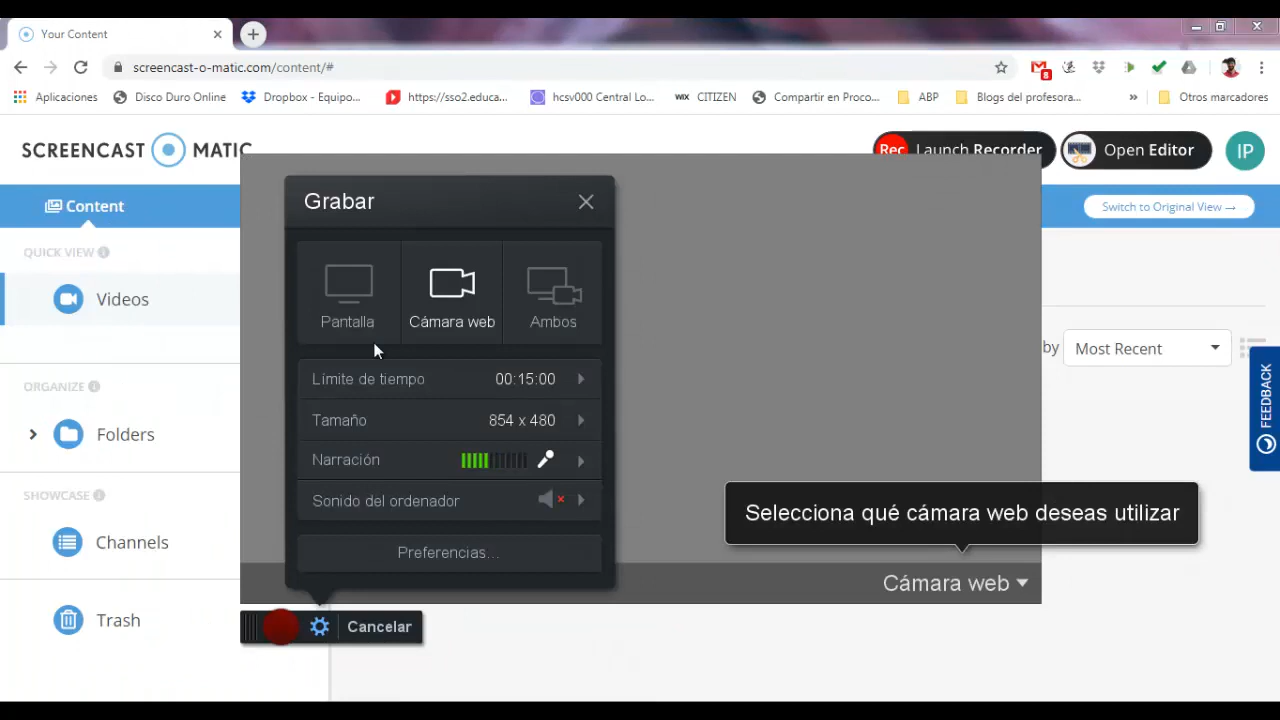 Your Content
screencast-o-matic.com/content/#
8
Aplicaciones
Disco Duro Online
Dropbox - Equipo...
https://sso2.educa...
hcsv000 Central Lo...
WIX CITIZEN
Compartir en Proco...
ABP
Blogs del profesora...
»
Otros marcadores
SCREENCAST MATIC
Rec Launch Recorder
Open Editor
IP
Content
Switch to Original View →
QUICK VIEW
Videos
ORGANIZE
Folders
SHOWCASE
Channels
Trash
Grabar
Pantalla
Cámara web
Ambos
Límite de tiempo 00:15:00
Tamaño 854 x 480
Narración
Sonido del ordenador
Preferencias...
Cancelar
by
Most Recent
FEEDBACK
Selecciona qué cámara web deseas utilizar
Cámara web